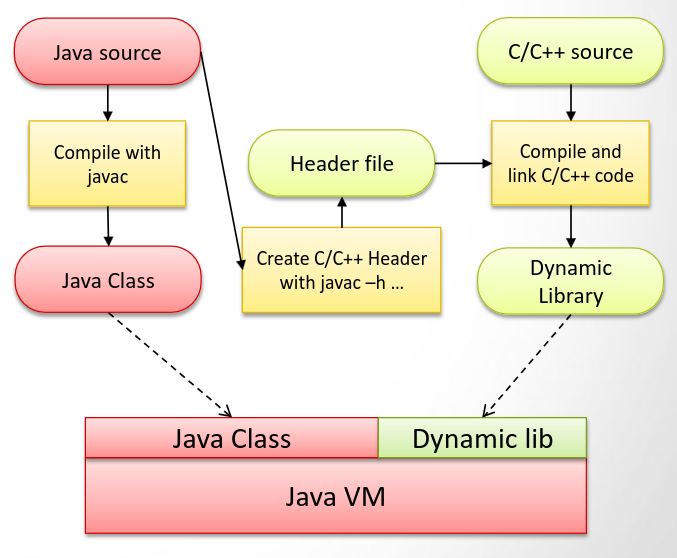 Java source
C/C++ source
Compile with
javac
Header file
Compile and
link C/C++ code
Java Class
Create C/C++ Header
with javac –h ...
Dynamic
Library
Java Class
Dynamic lib
Java VM